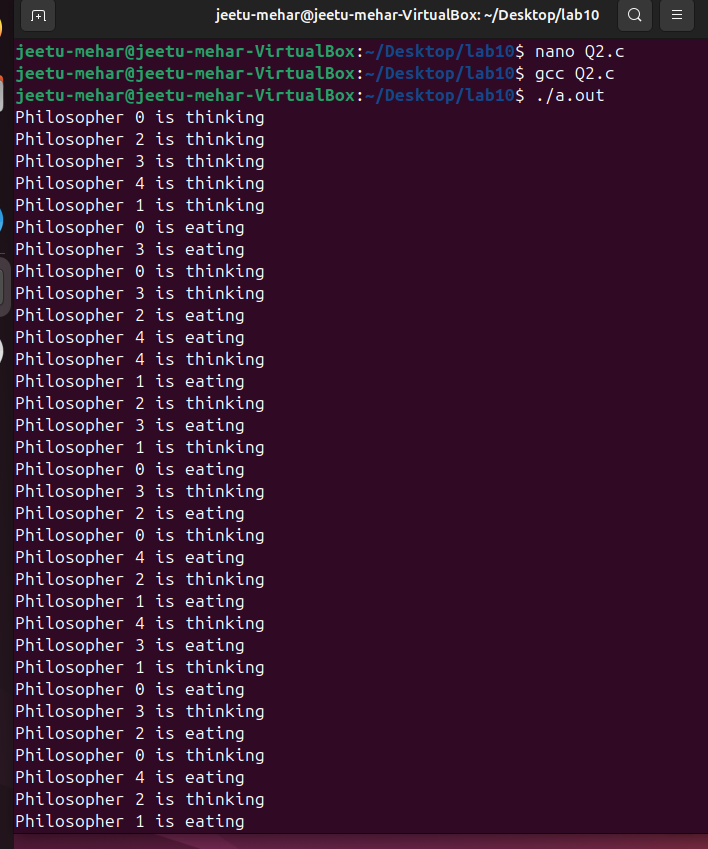 jeetu-mehar@jeetu-mehar-VirtualBox: ~/Desktop/lab10
jeetu-mehar@jeetu-mehar-VirtualBox:~/Desktop/lab10$ nano Q2.c
jeetu-mehar@jeetu-mehar-VirtualBox:~/Desktop/lab10$ gcc Q2.c
jeetu-mehar@jeetu-mehar-VirtualBox:~/Desktop/lab10$ ./a.out
Philosopher 0 is thinking
Philosopher 2 is thinking
Philosopher 3 is thinking
Philosopher 4 is thinking
Philosopher 1 is thinking
Philosopher 0 is eating
Philosopher 3 is eating
Philosopher 0 is thinking
Philosopher 3 is thinking
Philosopher 2 is eating
Philosopher 4 is eating
Philosopher 4 is thinking
Philosopher 1 is eating
Philosopher 2 is thinking
Philosopher 3 is eating
Philosopher 1 is thinking
Philosopher 0 is eating
Philosopher 3 is thinking
Philosopher 2 is eating
Philosopher 0 is thinking
Philosopher 4 is eating
Philosopher 2 is thinking
Philosopher 1 is eating
Philosopher 4 is thinking
Philosopher 3 is eating
Philosopher 1 is thinking
Philosopher 0 is eating
Philosopher 3 is thinking
Philosopher 2 is eating
Philosopher 0 is thinking
Philosopher 4 is eating
Philosopher 2 is thinking
Philosopher 1 is eating